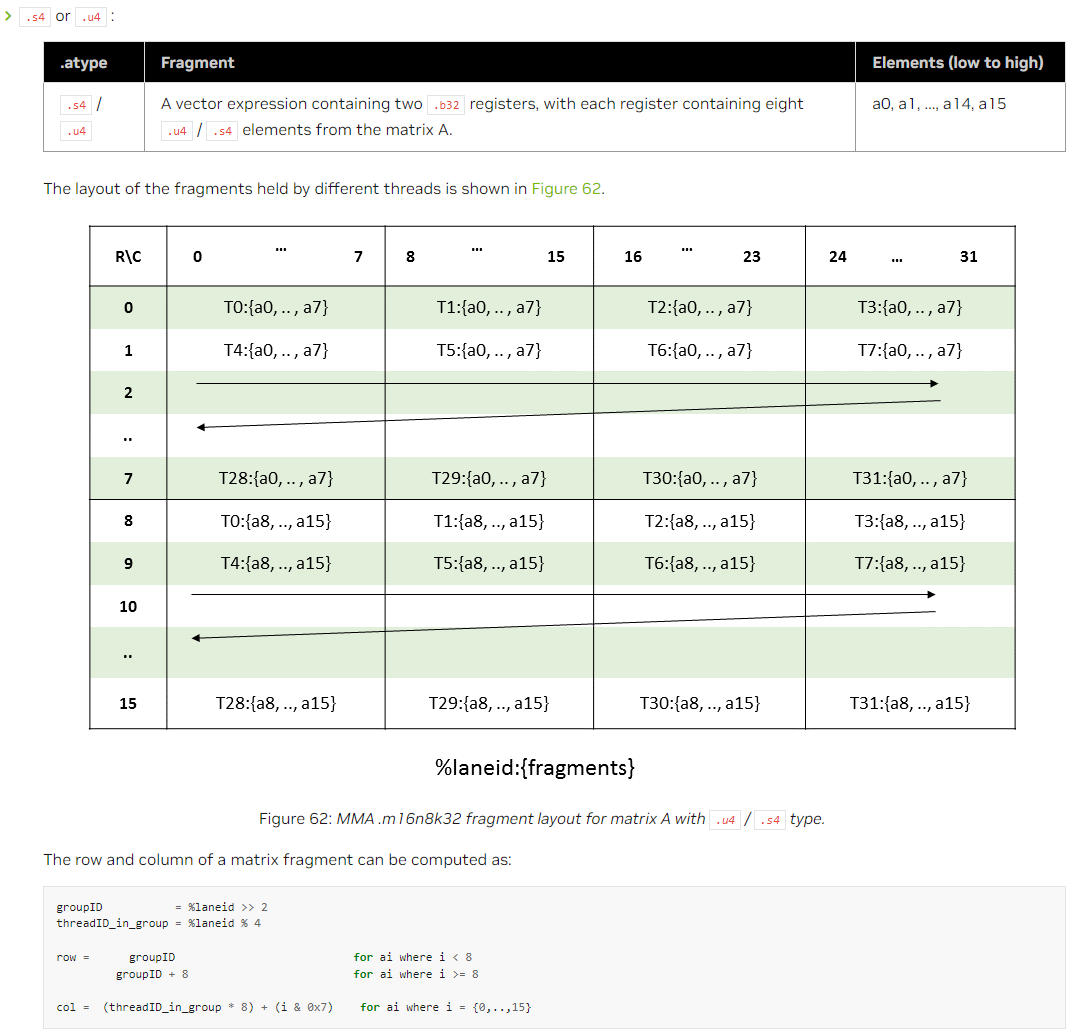 .s4 or .u4 :
.atype Fragment Elements (low to high)
.s4 / A vector expression containing two .b32 registers, with each register containing eight a0, a1, …, a14, a15
.u4 .u4 / .s4 elements from the matrix A.
The layout of the fragments held by different threads is shown in Figure 62.
R\C 0 ... 7 8 ... 15 16 ... 23 24 ... 31
0 T0:{a0, .. , a7} T1:{a0, .. , a7} T2:{a0, .. , a7} T3:{a0, .. , a7}
1 T4:{a0, .. , a7} T5:{a0, .. , a7} T6:{a0, .. , a7} T7:{a0, .. , a7}
2
..
7 T28:{a0, .. , a7} T29:{a0, .. , a7} T30:{a0, .. , a7} T31:{a0, .. , a7}
8 T0:{a8, .., a15} T1:{a8, .., a15} T2:{a8, .., a15} T3:{a8, .., a15}
9 T4:{a8, .., a15} T5:{a8, .., a15} T6:{a8, .., a15} T7:{a8, .., a15}
10
..
15 T28:{a8, .., a15} T29:{a8, .., a15} T30:{a8, .., a15} T31:{a8, .., a15}
%laneid:{fragments}
Figure 62: MMA .m16n8k32 fragment layout for matrix A with .u4 / .s4 type.
The row and column of a matrix fragment can be computed as:
groupID = %laneid >> 2
threadID_in_group = %laneid % 4
row = groupID for ai where i < 8
groupID + 8 for ai where i >= 8
col = (threadID_in_group * 8) + (i & 0x7) for ai where i = {0,..,15}